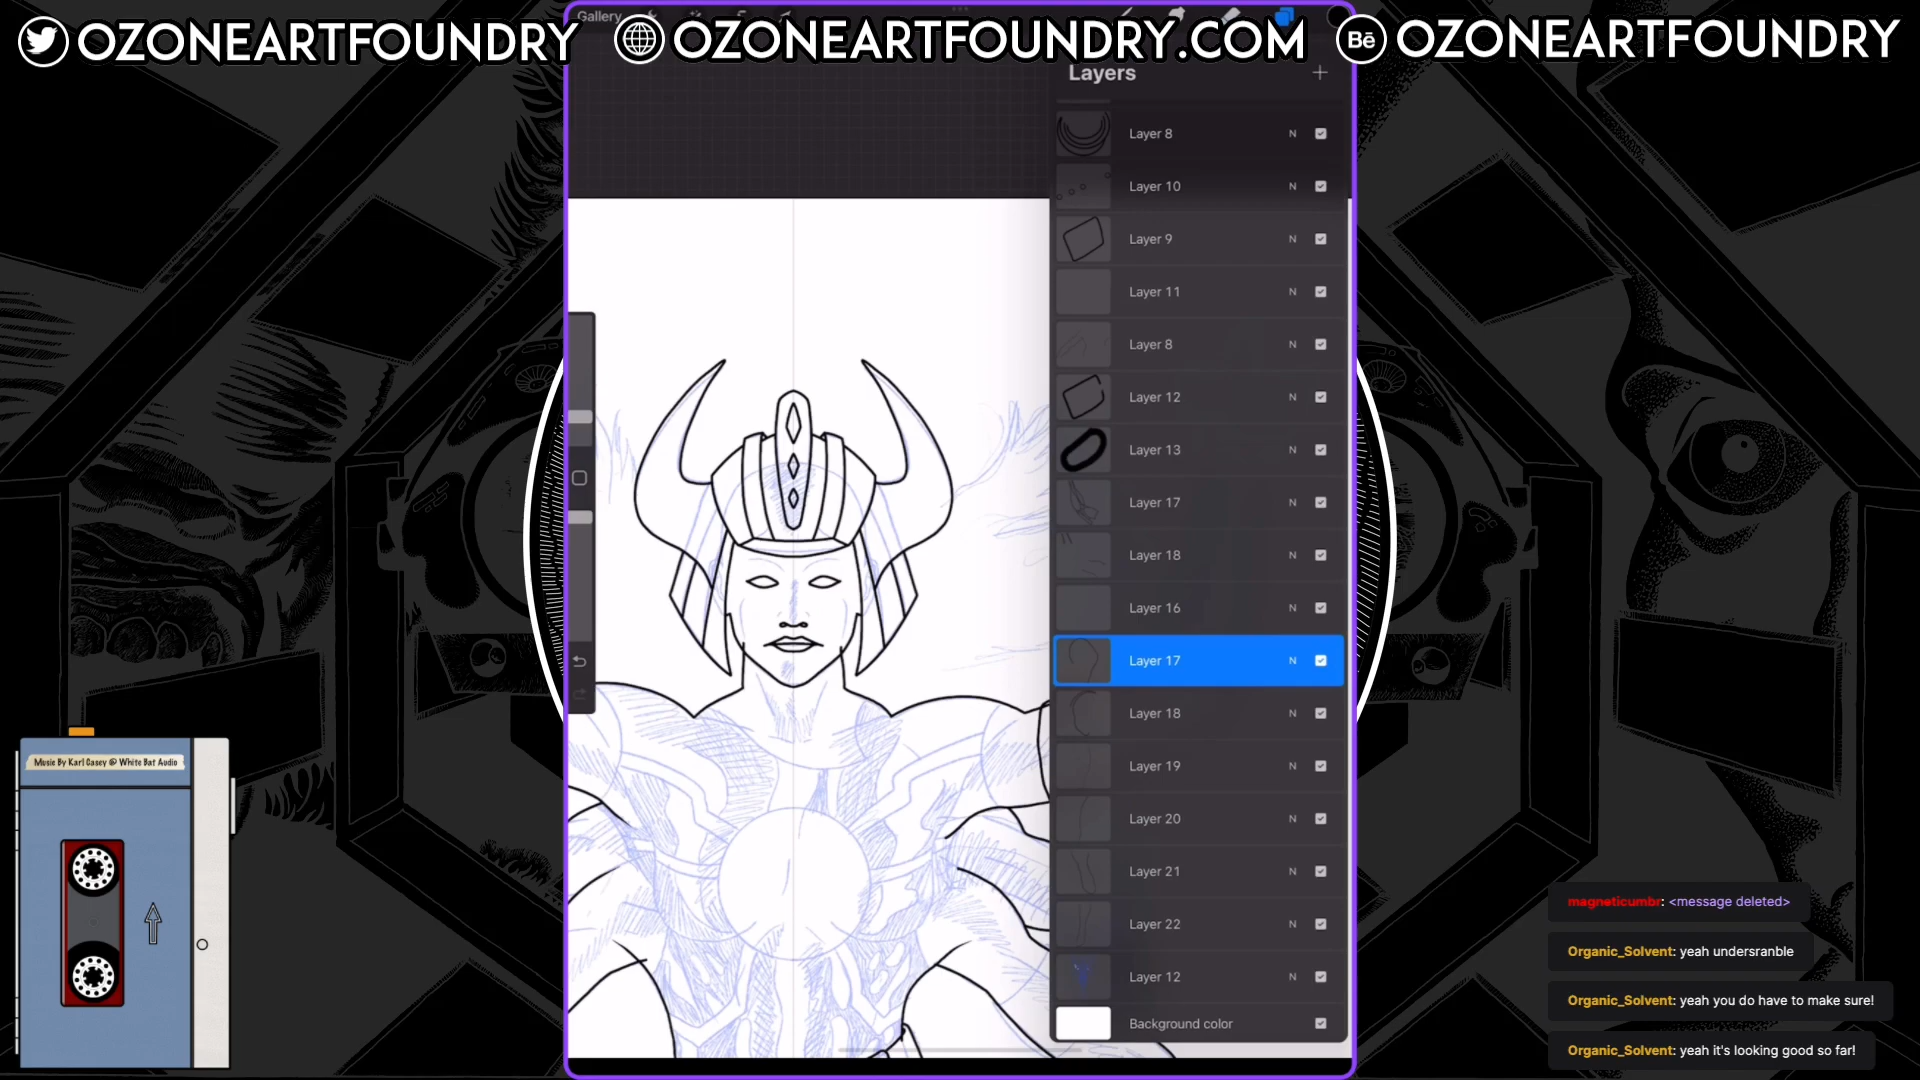 OZONEARTFOUNDRY
OZONEARTFOUNDRY.COM
Bē OZONEARTFOUNDRY
Gallery
Layers
Layer 8 N
Layer 10 N
Layer 9 N
Layer 11 N
Layer 8 N
Layer 12 N
Layer 13 N
Layer 17 N
Layer 18 N
Layer 16 N
Layer 17 N
Layer 18 N
Layer 19 N
Layer 20 N
Layer 21 N
Layer 22 N
Layer 12 N
Background color
Music By Karl Casey @ White Bat Audio
magneticumbr: <message deleted>
Organic_Solvent: yeah undersranble
Organic_Solvent: yeah you do have to make sure!
Organic_Solvent: yeah it's looking good so far!